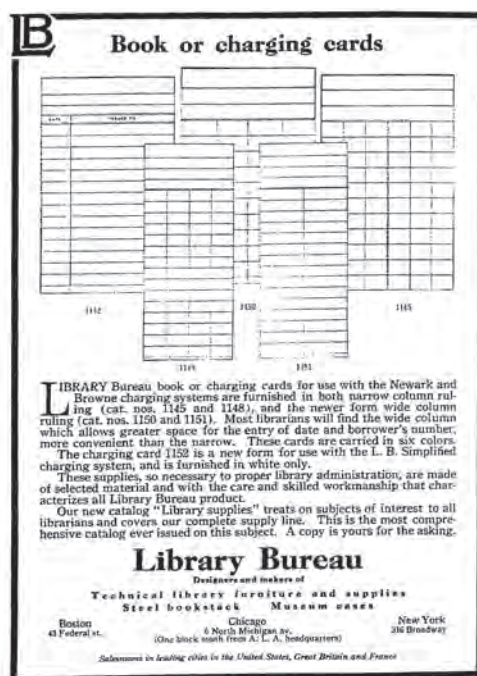 LB
Book or charging cards
DATE
1152
1150
1145
1148
1151
LIBRARY Bureau book or charging cards for use with the Newark and
Browne charging systems are furnished in both narrow column rul-
ing (cat. nos. 1145 and 1148), and the newer form wide column
ruling (cat. nos. 1150 and 1151). Most librarians will find the wide column
which allows greater space for the entry of date and borrower's number,
more convenient than the narrow. These cards are carried in six colors.
The charging card 1152 is a new form for use with the L. B. Simplified
charging system, and is furnished in white only.
These supplies, so necessary to proper library administration, are made
of selected material and with the care and skilled workmanship that char-
acterizes all Library Bureau product.
Our new catalog "Library supplies" treats on subjects of interest to all
librarians and covers our complete supply line. This is the most compre-
hensive catalog ever issued on this subject. A copy is yours for the asking.
Library Bureau
Designers and makers of
Technical library furniture and supplies
Steel bookstack Museum cases
Boston Chicago New York
43 Federal st. 6 North Michigan av. 316 Broadway
(One block south from A. L. A. headquarters)
Salesrooms in leading cities in the United States, Great Britain and France